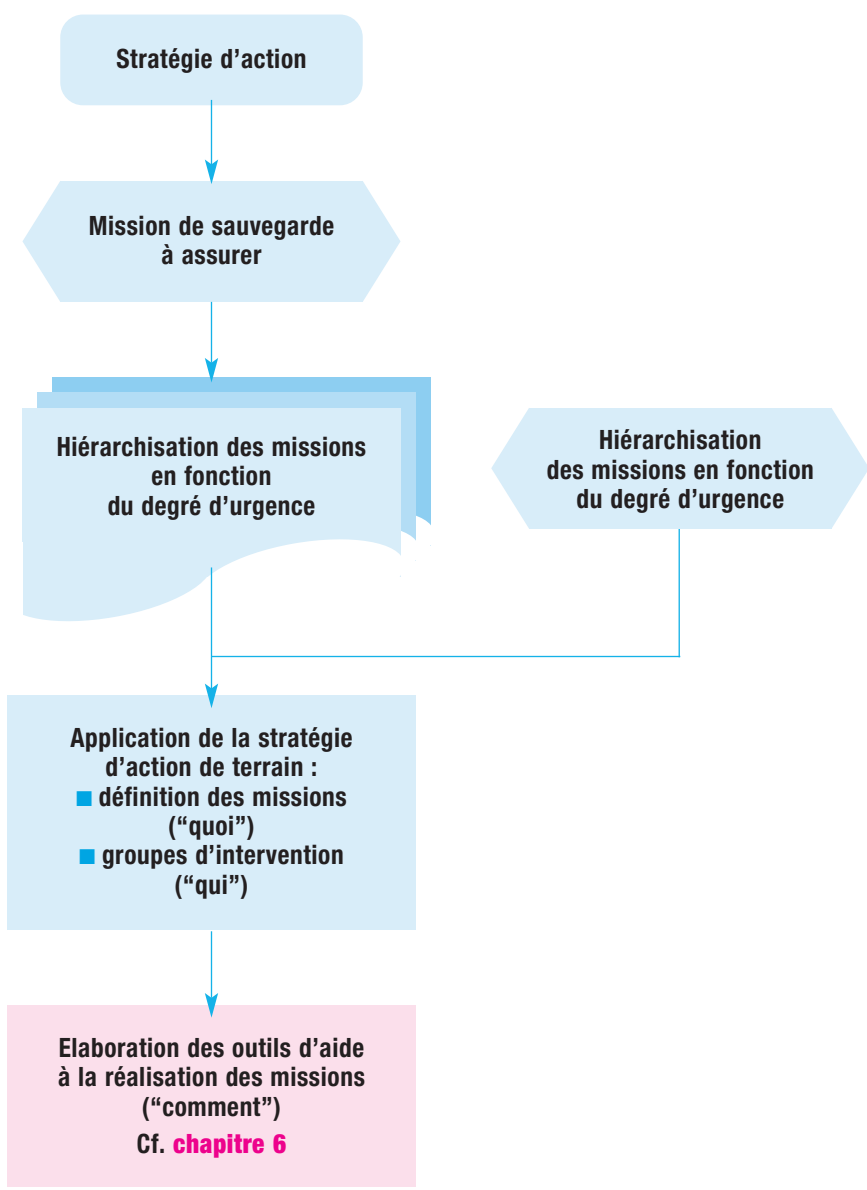 Stratégie d’action
Mission de sauvegarde
à assurer
Hiérarchisation des missions
en fonction
du degré d’urgence
Hiérarchisation
des missions en fonction
du degré d’urgence
Application de la stratégie
d’action de terrain :
■ définition des missions
(“quoi”)
■ groupes d’intervention
(“qui”)
Elaboration des outils d’aide
à la réalisation des missions
(“comment”)
Cf. chapitre 6